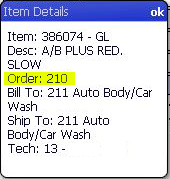 Item Details ok
Item: 386074 - GL
Desc: A/B PLUS RED.
SLOW
Order: 210
Bill To: 211 Auto Body/Car
Wash
Ship To: 211 Auto
Body/Car Wash
Tech: 13 -